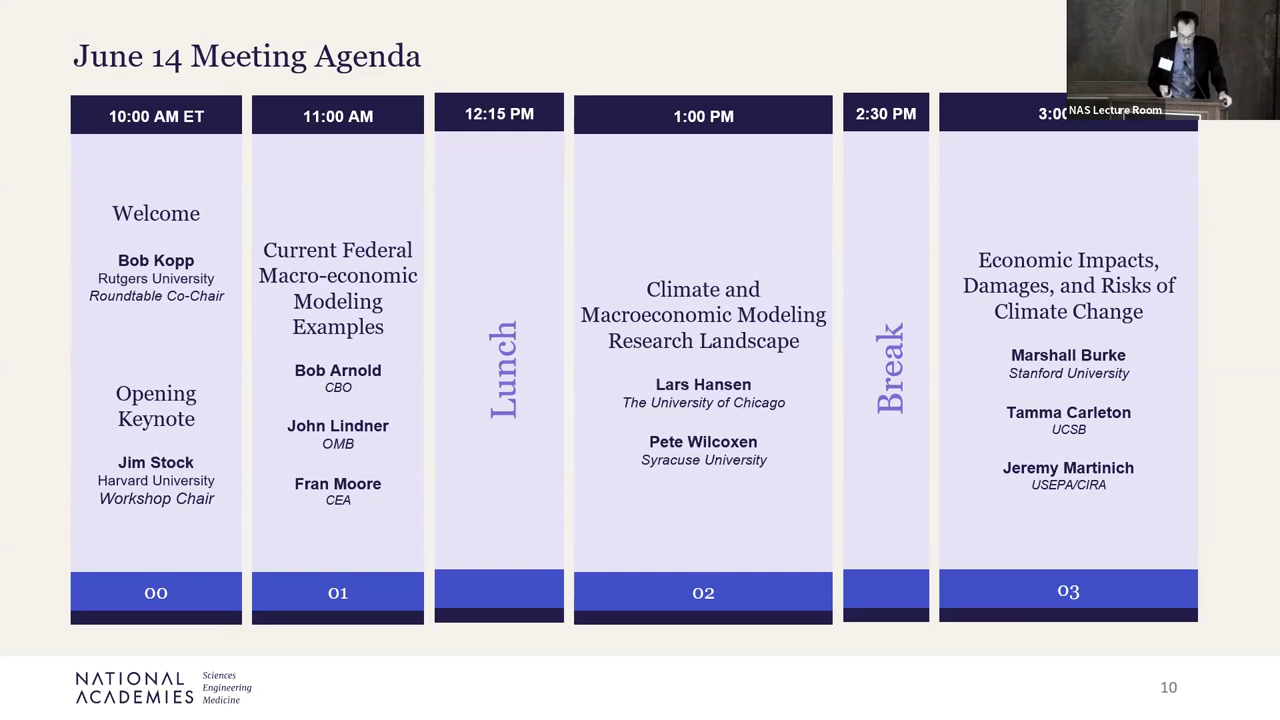 June 14 Meeting Agenda
NAS Lecture Room
10:00 AM ET
Welcome
Bob Kopp
Rutgers University
Roundtable Co-Chair
Opening
Keynote
Jim Stock
Harvard University
Workshop Chair
00
11:00 AM
Current Federal
Macro-economic
Modeling
Examples
Bob Arnold
CBO
John Lindner
OMB
Fran Moore
CEA
01
12:15 PM
Lunch
1:00 PM
Climate and
Macroeconomic Modeling
Research Landscape
Lars Hansen
The University of Chicago
Pete Wilcoxen
Syracuse University
02
2:30 PM
Break
3:00
Economic Impacts,
Damages, and Risks of
Climate Change
Marshall Burke
Stanford University
Tamma Carleton
UCSB
Jeremy Martinich
USEPA/CIRA
03
NATIONAL
ACADEMIES
Sciences
Engineering
Medicine
10